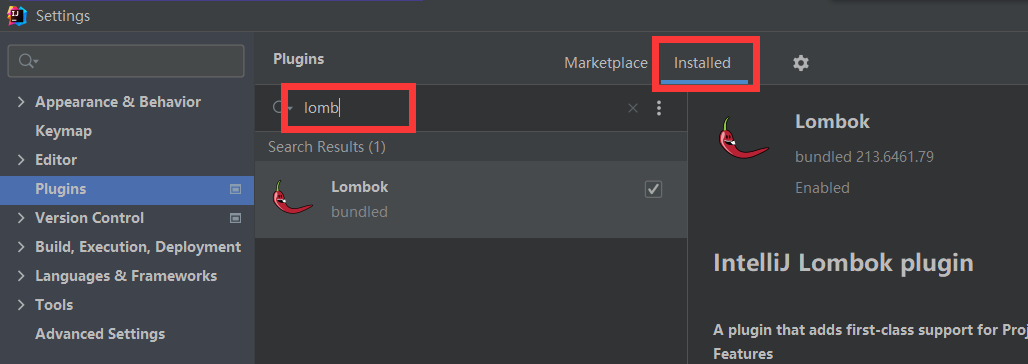 IJ
Settings
Appearance & Behavior
Keymap
Editor
Plugins
Version Control
Build, Execution, Deployment
Languages & Frameworks
Tools
Advanced Settings
Plugins
Marketplace
Installed
lomb
Search Results (1)
Lombok
bundled
Lombok
bundled 213.6461.79
Enabled
IntelliJ Lombok plugin
A plugin that adds first-class support for Proj
Features